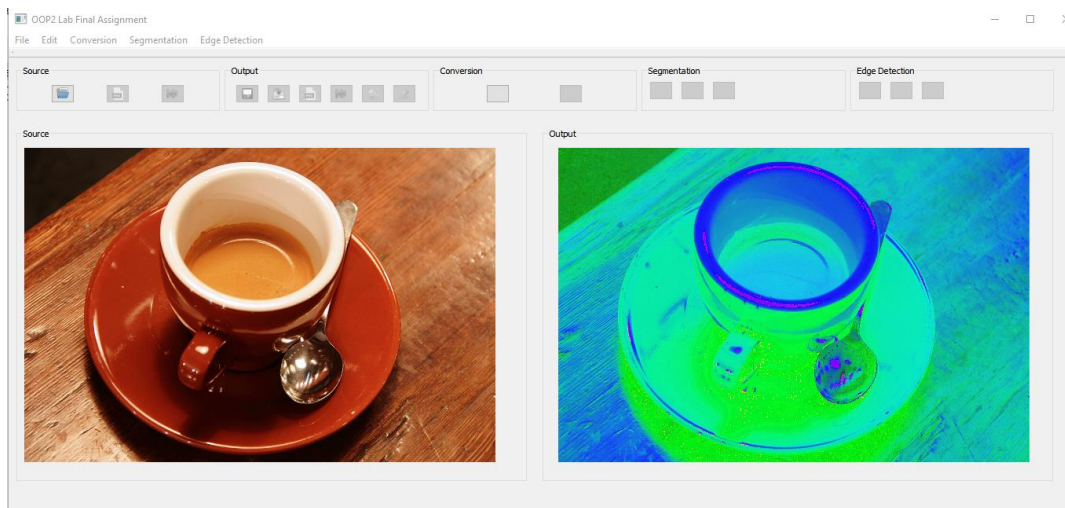 OOP2 Lab Final Assignment
File Edit Conversion Segmentation Edge Detection
Source Output Conversion Segmentation Edge Detection
Source Output